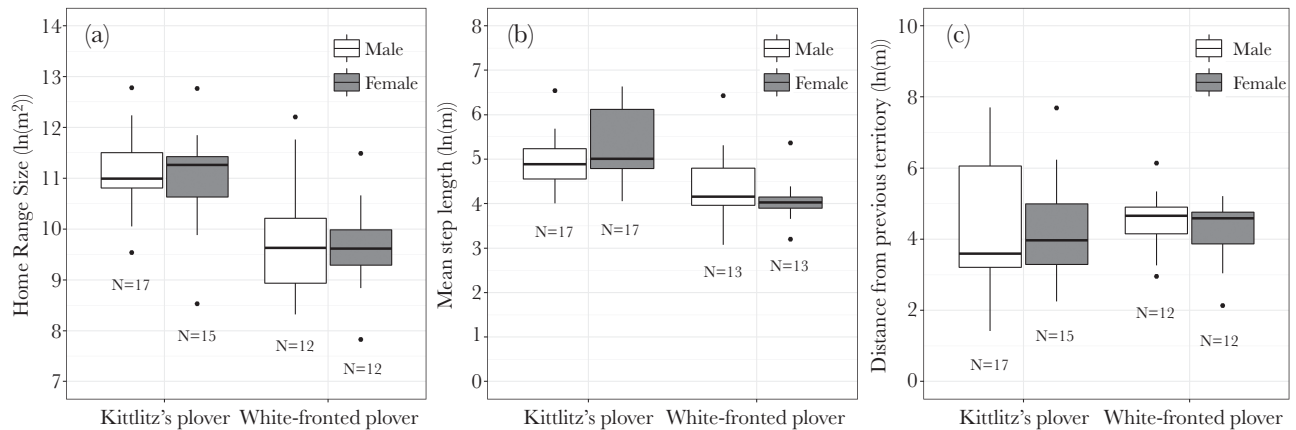 (a)
Home Range Size (ln(m²))
14
13
12
11
10
9
8
7
Male
Female
N=17
N=15
N=12
N=12
Kittlitz's plover White-fronted plover
(b)
Mean step length (ln(m))
8
7
6
5
4
3
2
1
0
Male
Female
N=17
N=17
N=13
N=13
Kittlitz's plover White-fronted plover
(c)
Distance from previous territory (ln(m))
10
8
6
4
2
0
Male
Female
N=17
N=15
N=12
N=12
Kittlitz's plover White-fronted plover